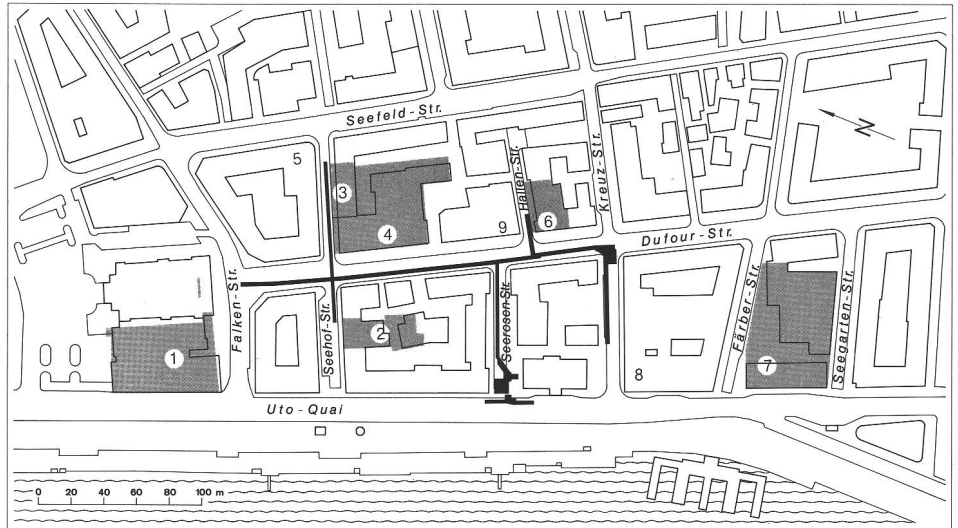 Seefeld-Str.
5
3
4
Hallen-Str.
9
6
Kreuz-Str.
N
Dufour-Str.
Falken-Str.
Seehof-Str.
2
Seerosen-Str.
1
8
Färber-Str.
7
Seegarten-Str.
Uto-Quai
0 20 40 60 80 100 m